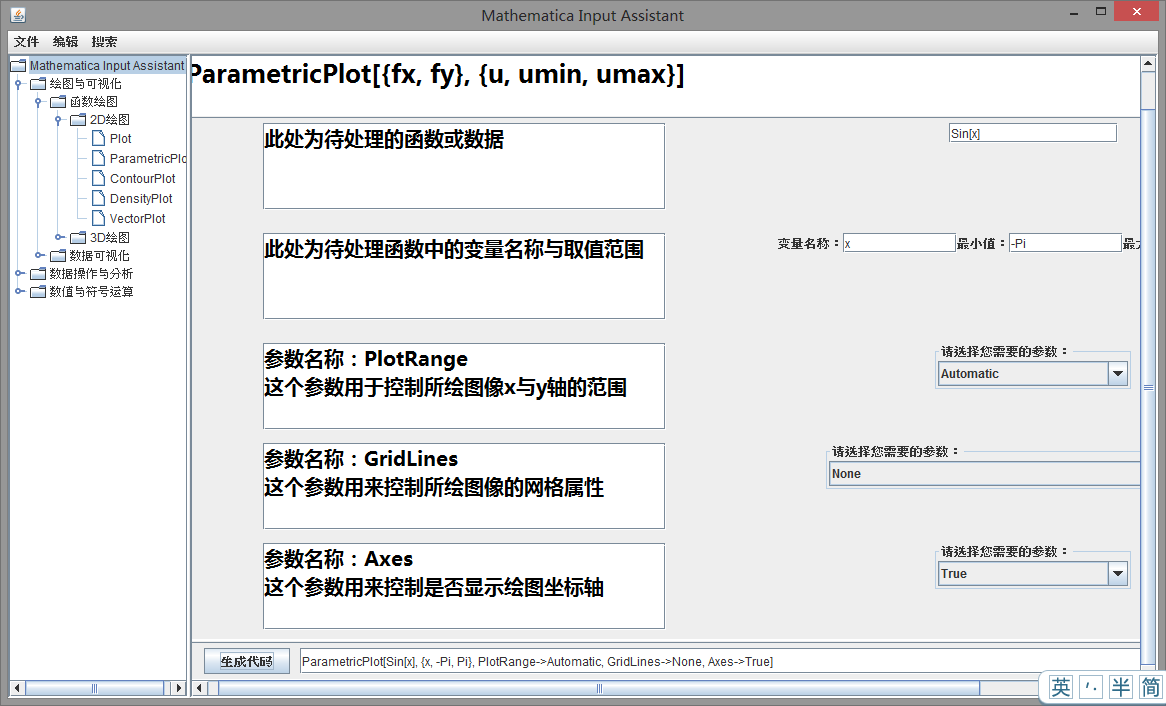 Mathematica Input Assistant
文件 编辑 搜索
Mathematica Input Assistant
绘图与可视化
函数绘图
2D绘图
Plot
ParametricPlo
ContourPlot
DensityPlot
VectorPlot
3D绘图
数据可视化
数据操作与分析
数值与符号运算
ParametricPlot[{fx, fy}, {u, umin, umax}]
此处为待处理的函数或数据
Sin[x]
此处为待处理函数中的变量名称与取值范围
变量名称：x 最小值：-Pi 最大
参数名称：PlotRange
这个参数用于控制所绘图像x与y轴的范围
请选择您需要的参数：
Automatic
参数名称：GridLines
这个参数用来控制所绘图像的网格属性
请选择您需要的参数：
None
参数名称：Axes
这个参数用来控制是否显示绘图坐标轴
请选择您需要的参数：
True
生成代码 ParametricPlot[Sin[x], {x, -Pi, Pi}, PlotRange->Automatic, GridLines->None, Axes->True]
英 '· 半 简